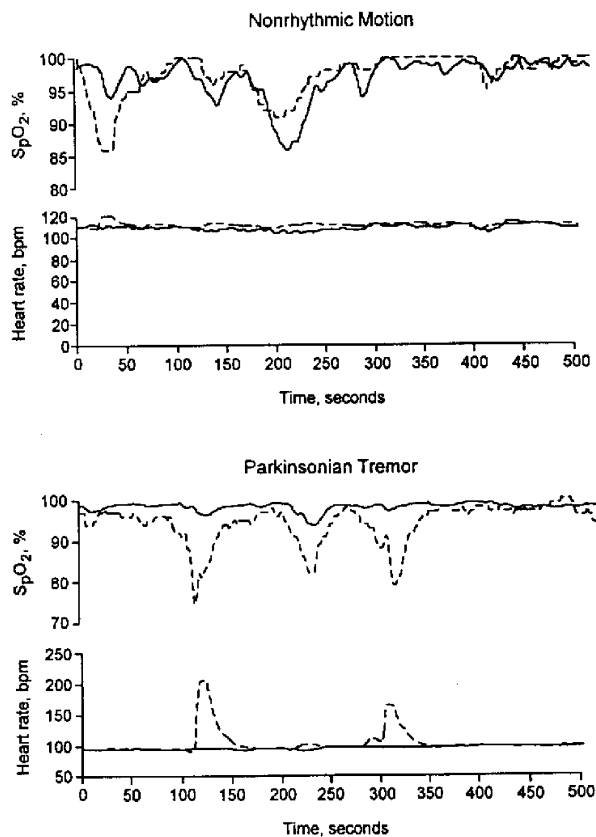 Nonrhythmic Motion
SpO2, %
100
95
90
85
80
Heart rate, bpm
120
100
80
60
40
20
0
0 50 100 150 200 250 300 350 400 450 500
Time, seconds
Parkinsonian Tremor
SpO2, %
100
90
80
70
Heart rate, bpm
250
200
150
100
50
0 50 100 150 200 250 300 350 400 450 500
Time, seconds